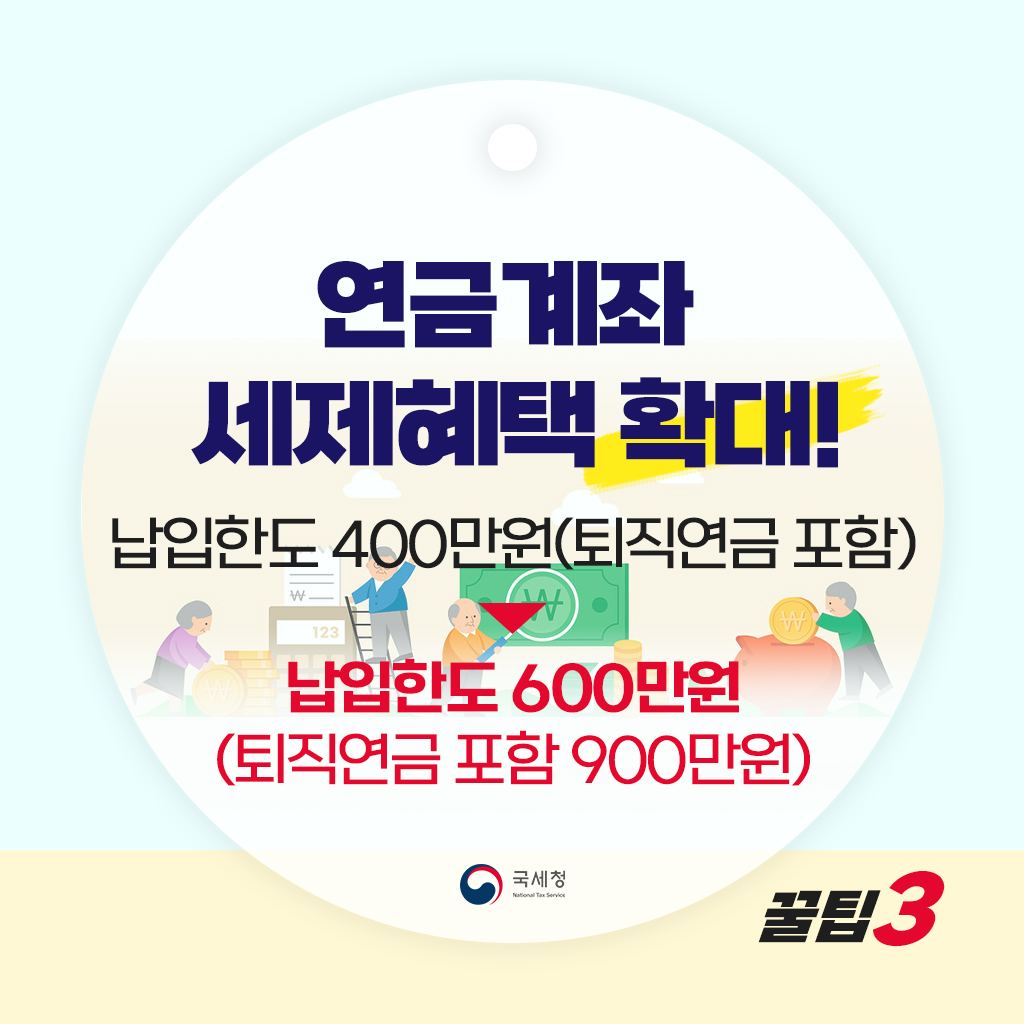 연금계좌
세제혜택 확대!
납입한도 400만원(퇴직연금 포함)
₩
123
₩
₩
₩
납입한도 600만원
(퇴직연금 포함 900만원)
국세청
National Tax Service
꿀팁3